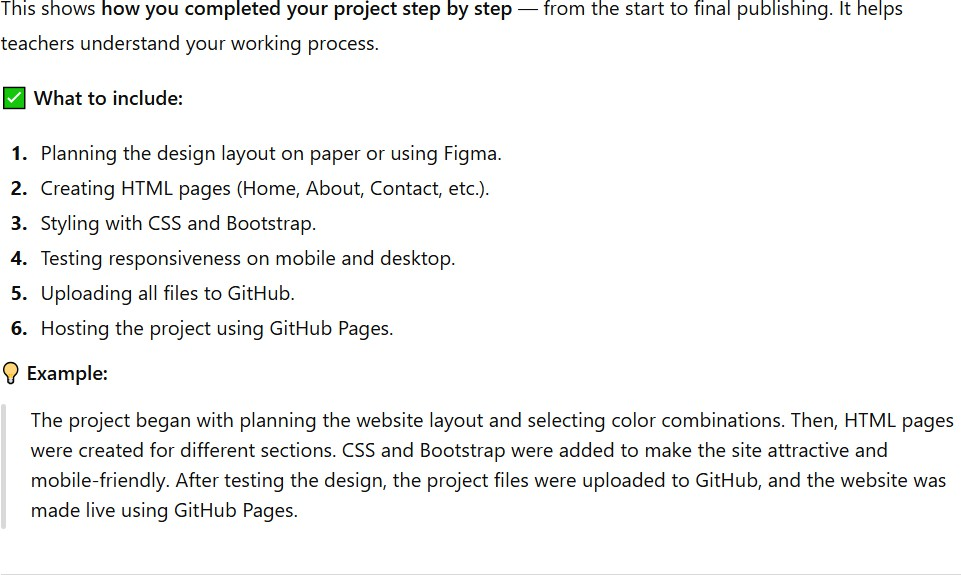 This shows how you completed your project step by step — from the start to final publishing. It helps
teachers understand your working process.
✅ What to include:
1. Planning the design layout on paper or using Figma.
2. Creating HTML pages (Home, About, Contact, etc.).
3. Styling with CSS and Bootstrap.
4. Testing responsiveness on mobile and desktop.
5. Uploading all files to GitHub.
6. Hosting the project using GitHub Pages.
💡 Example:
The project began with planning the website layout and selecting color combinations. Then, HTML pages
were created for different sections. CSS and Bootstrap were added to make the site attractive and
mobile-friendly. After testing the design, the project files were uploaded to GitHub, and the website was
made live using GitHub Pages.